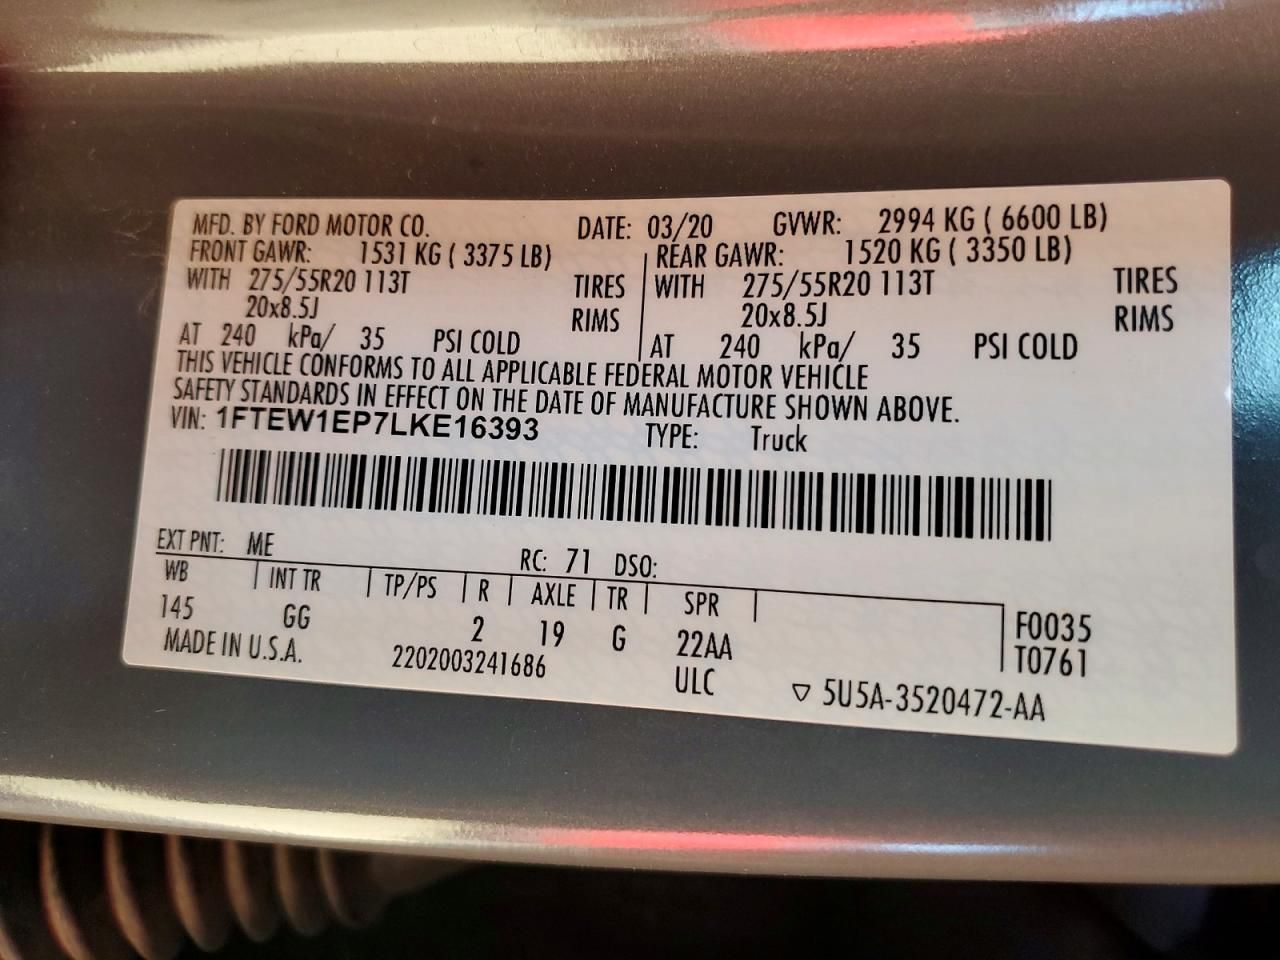 MFD. BY FORD MOTOR CO. DATE: 03/20 GVWR: 2994 KG ( 6600 LB)
FRONT GAWR: 1531 KG ( 3375 LB) REAR GAWR: 1520 KG ( 3350 LB)
WITH 275/55R20 113T TIRES WITH 275/55R20 113T TIRES
20x8.5J RIMS 20x8.5J RIMS
AT 240 kPa/ 35 PSI COLD AT 240 kPa/ 35 PSI COLD
THIS VEHICLE CONFORMS TO ALL APPLICABLE FEDERAL MOTOR VEHICLE
SAFETY STANDARDS IN EFFECT ON THE DATE OF MANUFACTURE SHOWN ABOVE.
VIN: 1FTEW1EP7LKE16393 TYPE: Truck
EXT PNT: ME RC: 71 DSO:
WB INT TR TP/PS R AXLE TR SPR
145 GG 2 19 G 22AA F0035
MADE IN U.S.A. 2202003241686 ULC T0761
▽ 5U5A-3520472-AA